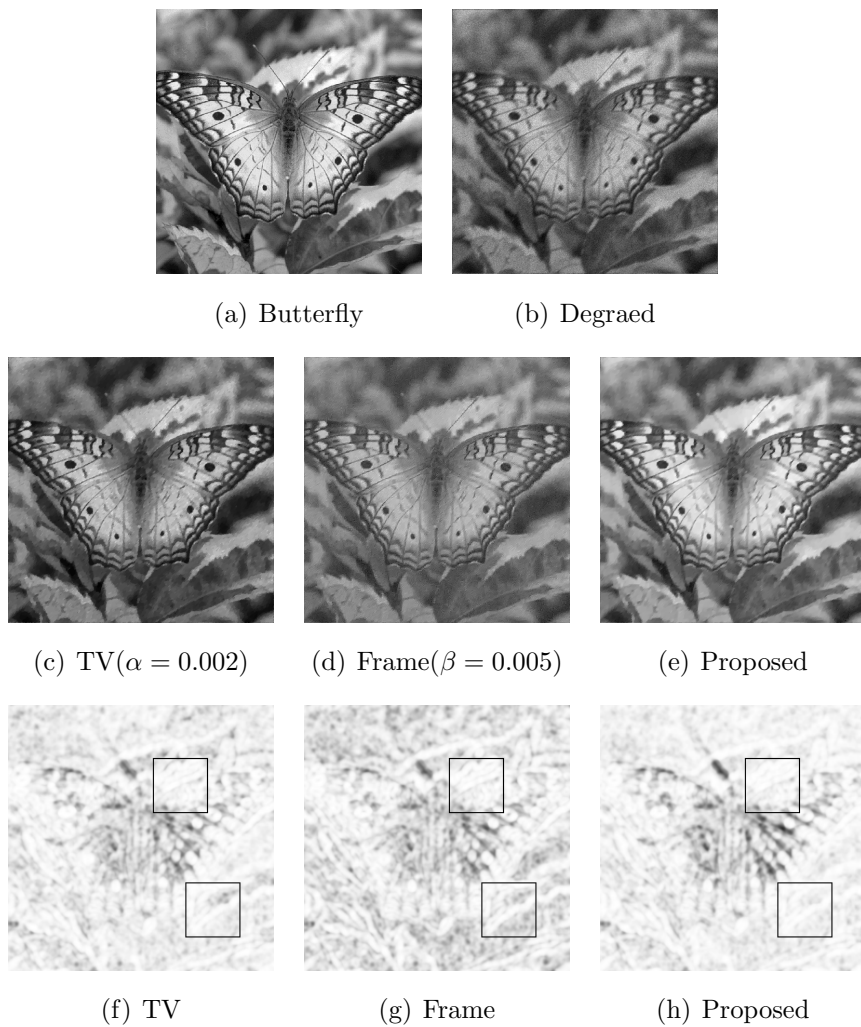 (a) Butterfly
(b) Degraed
(c) TV(α = 0.002)
(d) Frame(β = 0.005)
(e) Proposed
(f) TV
(g) Frame
(h) Proposed